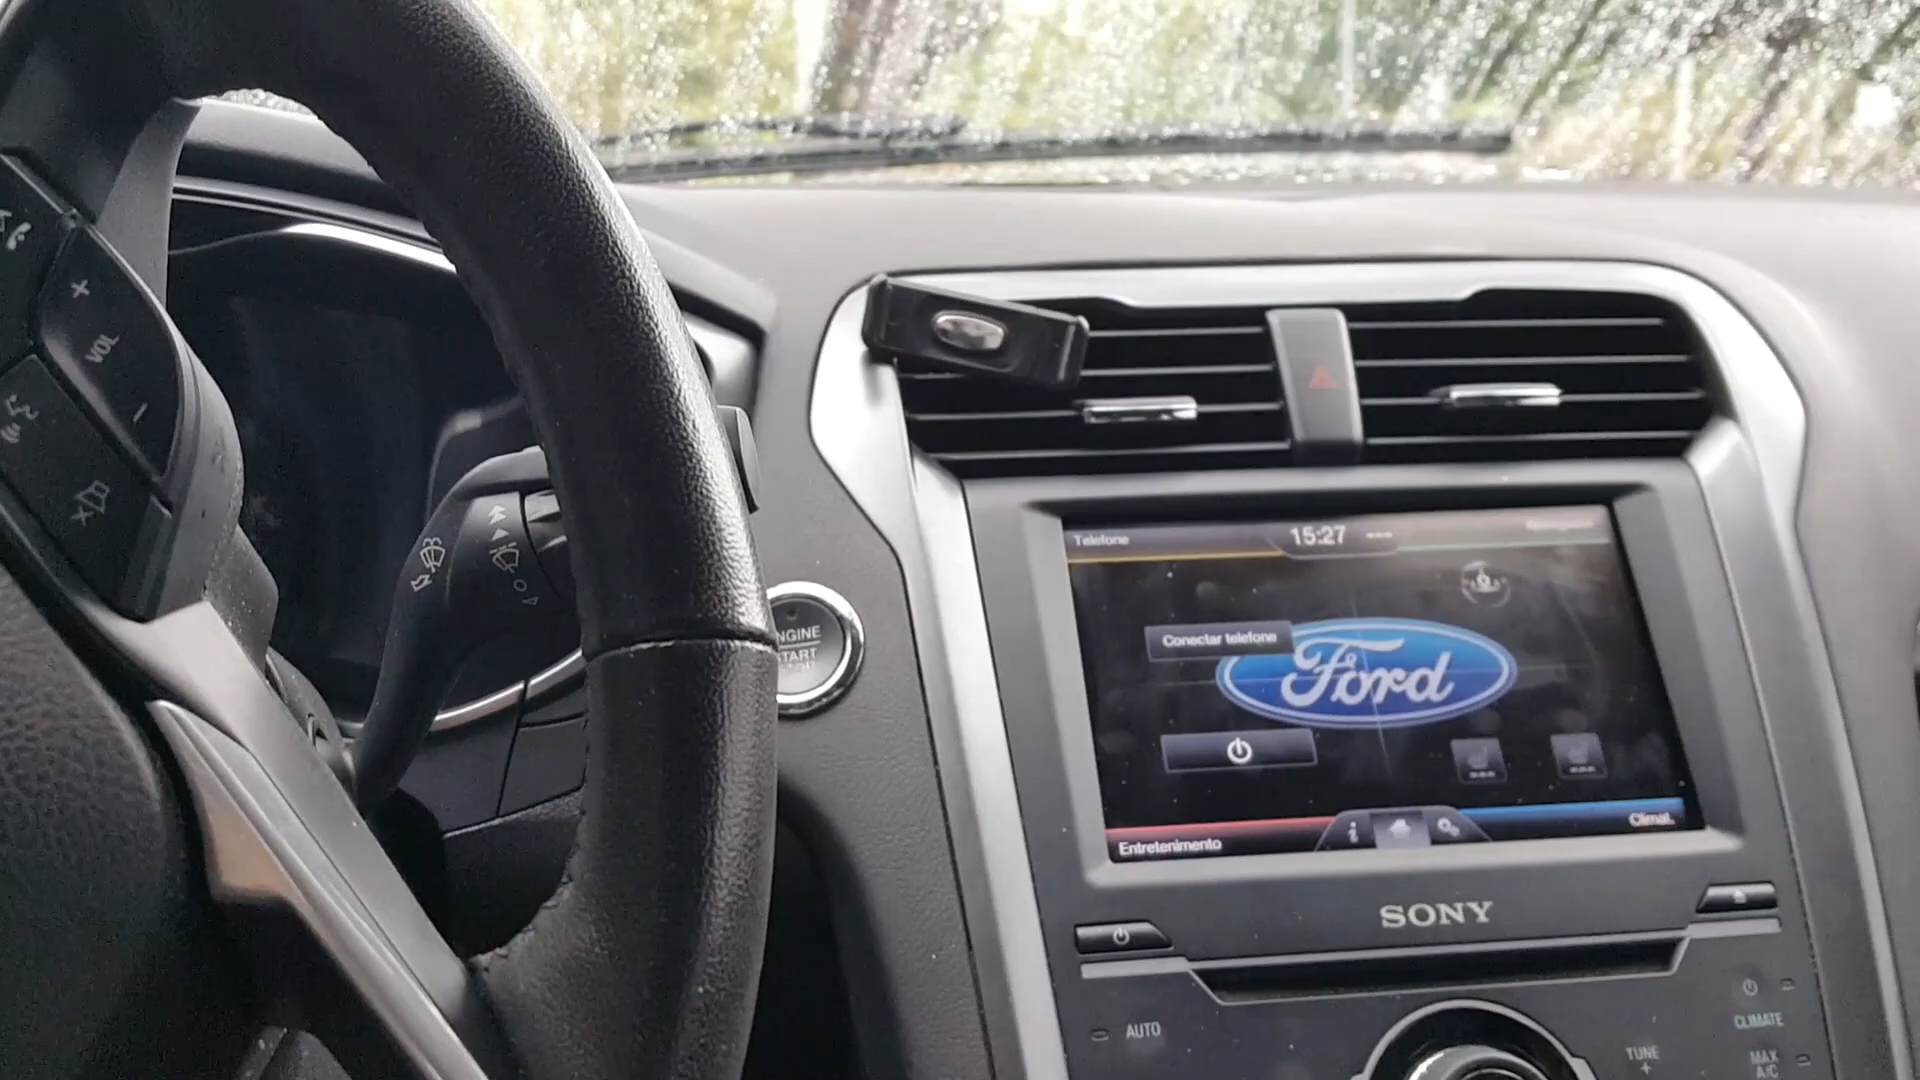 VOL
ENGINE
START
Telefone
15:27
Conectar telefone
Ford
Entretenimento
Climat.
SONY
AUTO
CLIMATE
TUNE
+
MAX
A/C